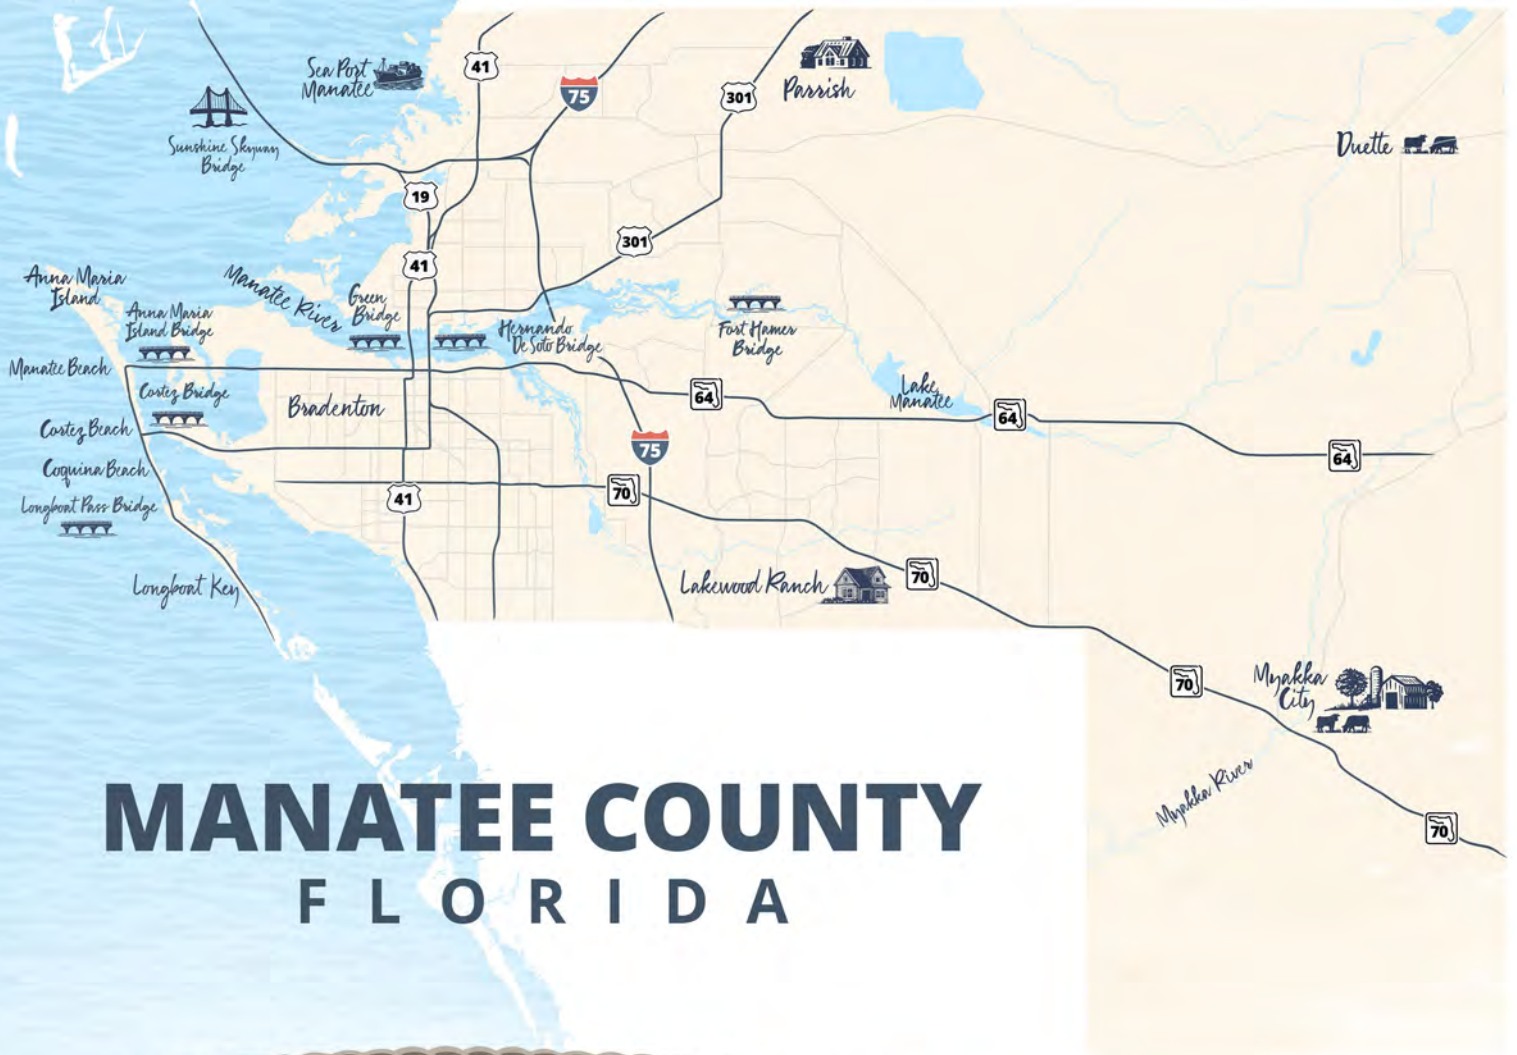 Sea Port
Manatee
41
75
301
Parrish
Duette
Sunshine Skyway
Bridge
19
301
41
Anna Maria
Island
Manatee River
Green
Bridge
Anna Maria
Island Bridge
Hernando
De Soto Bridge
Fort Hamer
Bridge
Manatee Beach
Cortez Bridge
Bradenton
64
Lake
Manatee
64
64
Cortez Beach
75
Coquina Beach
70
41
Longboat Pass Bridge
Longboat Key
Lakewood Ranch
70
70
Myakka
City
Myakka River
70
MANATEE COUNTY
FLORIDA